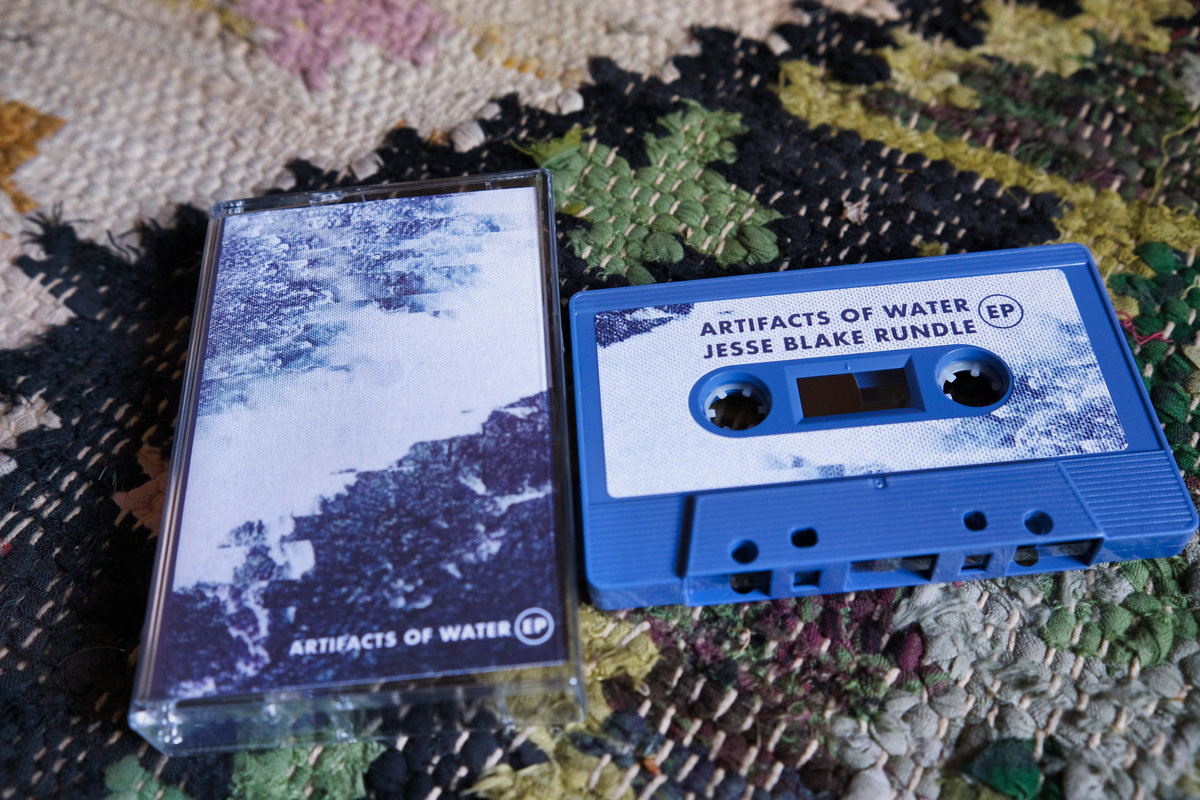 ARTIFACTS OF WATER EP
ARTIFACTS OF WATER EP
JESSE BLAKE RUNDLE